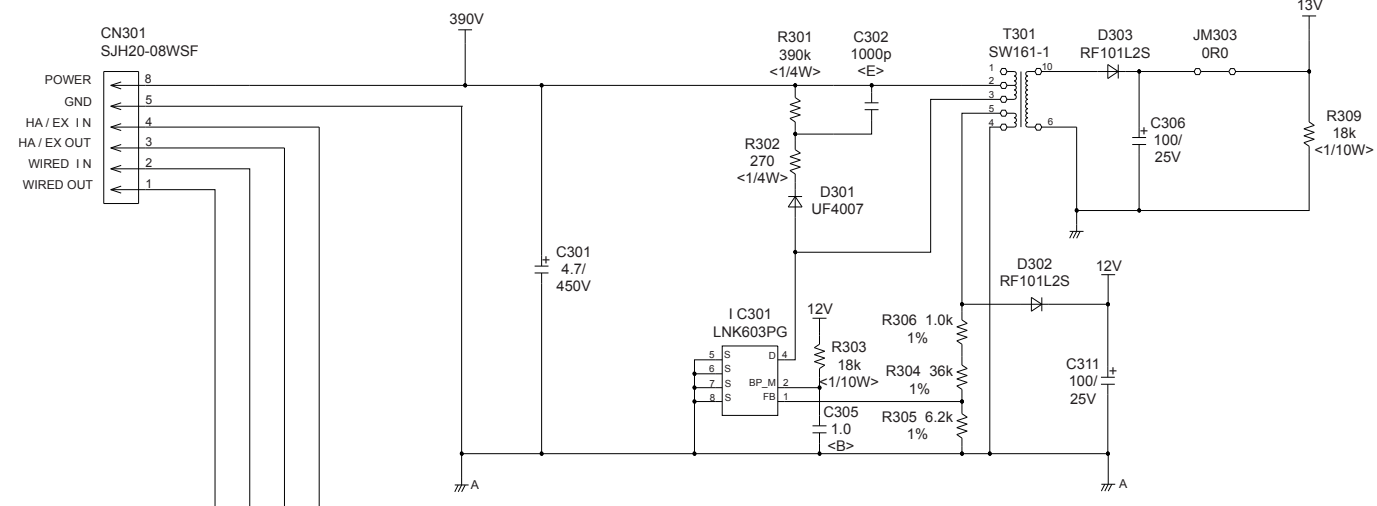 CN301
SJH20-08WSF
POWER 8
GND 5
HA / EX I N 4
HA / EX OUT 3
WIRED I N 2
WIRED OUT 1
390V
C301
4.7/
450V
R301
390k
<1/4W>
C302
1000p
<E>
R302
270
<1/4W>
D301
UF4007
T301
SW161-1
1
2
3
5
4
10
6
D303
RF101L2S
JM303
0R0
13V
C306
100/
25V
R309
18k
<1/10W>
D302
RF101L2S
12V
I C301
LNK603PG
5 S D 4
6 S
7 S BP_M 2
8 S FB 1
12V
R303
18k
<1/10W>
C305
1.0
<B>
R306 1.0k
1%
R304 36k
1%
R305 6.2k
1%
C311
100/
25V
A
A